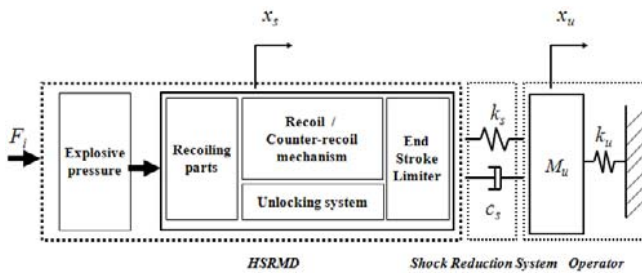 x_s
x_u
F_i
Explosive
pressure
Recoiling
parts
Recoil /
Counter-recoil
mechanism
Unlocking system
End
Stroke
Limiter
k_s
c_s
M_u
k_u
HSRMD
Shock Reduction System
Operator